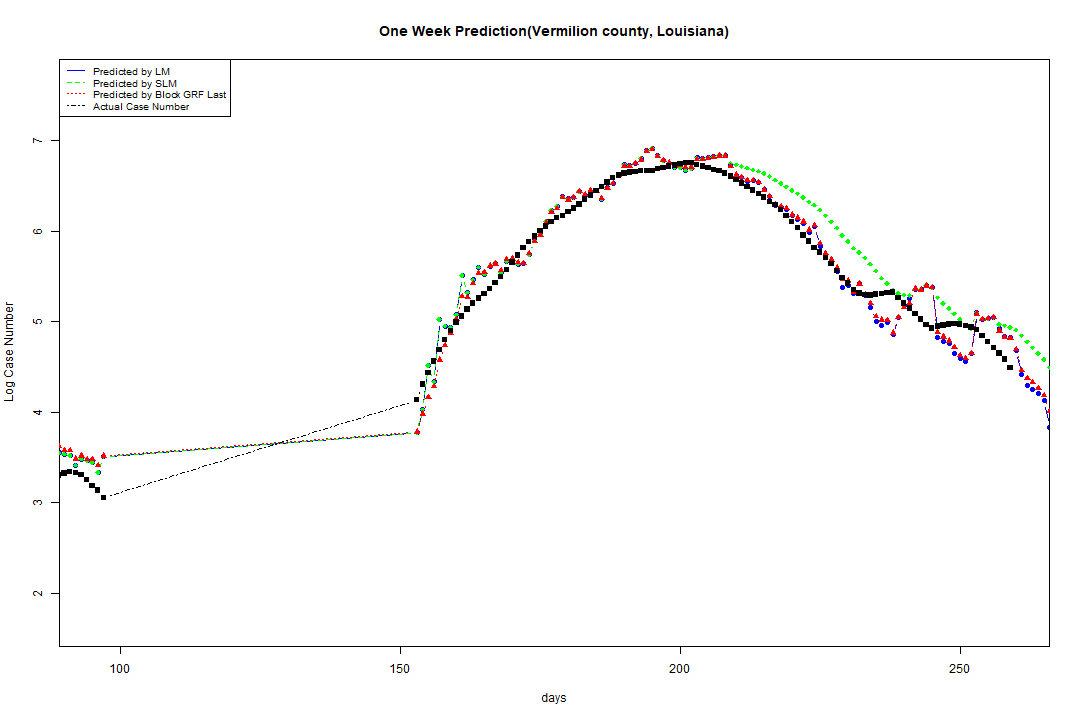 One Week Prediction(Vermilion county, Louisiana)
Predicted by LM
Predicted by SLM
Predicted by Block GRF Last
Actual Case Number
7
6
5
4
3
2
Log Case Number
100
150
200
250
days